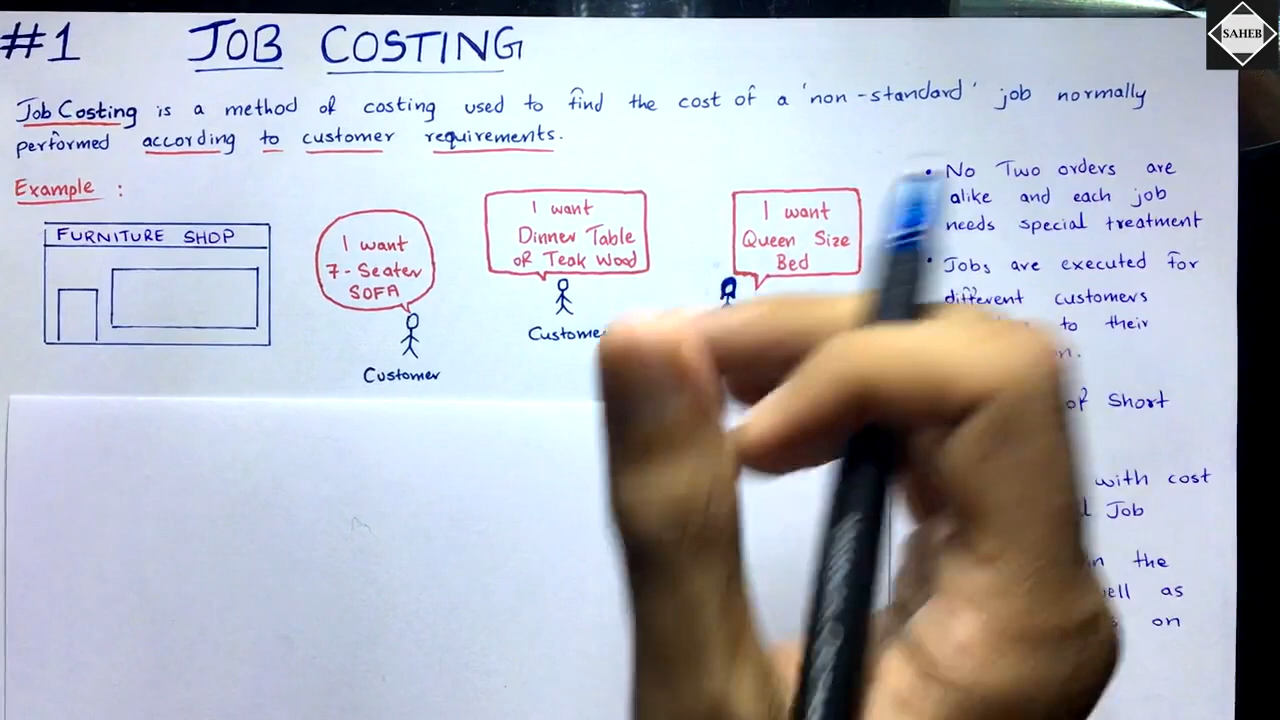 #1 JOB COSTING
SAHEB
Job Costing is a method of costing used to find the cost of a 'non-standard' job normally
performed according to customer requirements.
Example :
FURNITURE SHOP
I want
7-Seater
SOFA
Customer
I want
Dinner Table
of Teak Wood
I want
Queen Size
Bed
• No Two orders are
alike and each job
needs special treatment
• Jobs are executed for
different customers
to their
of Short
with cost
Job
the
as
on